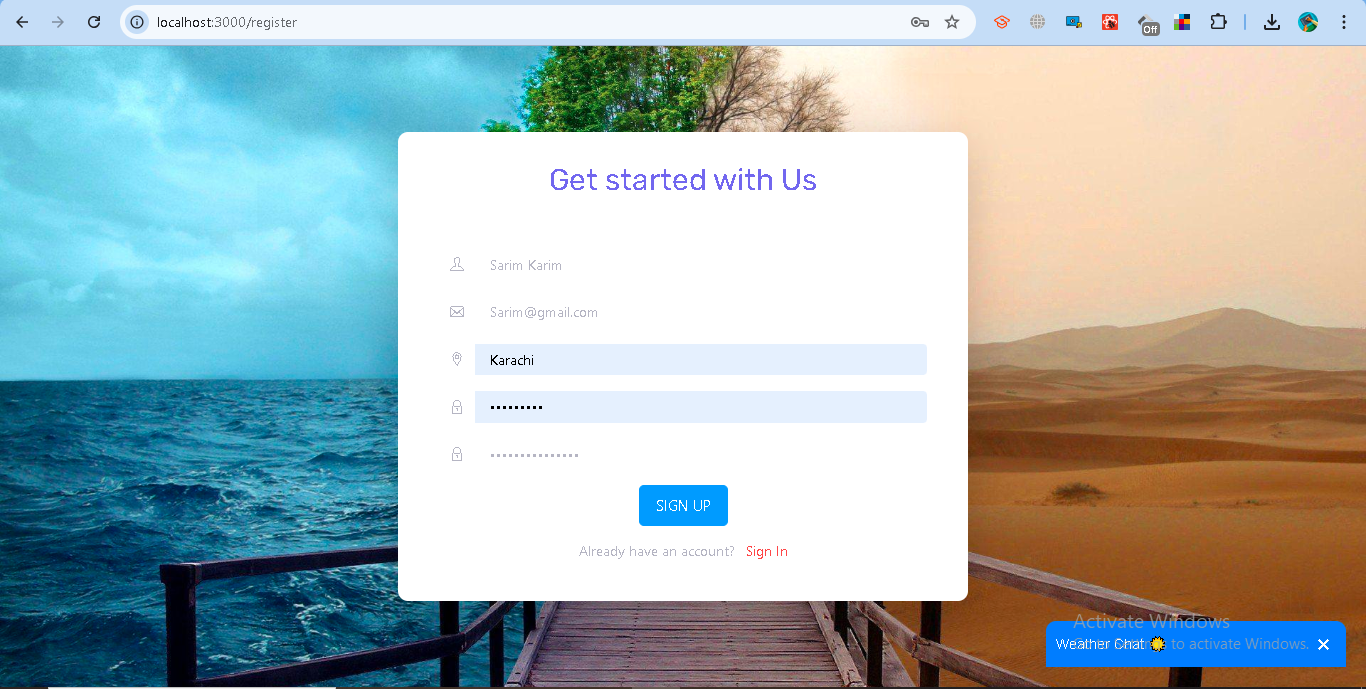 localhost:3000/register
Off
Get started with Us
Sarim Karim
Sarim@gmail.com
Karachi
•••••••••
•••••••••••••••
SIGN UP
Already have an account? Sign In
Activate Windows
Weather Chat
to activate Windows.